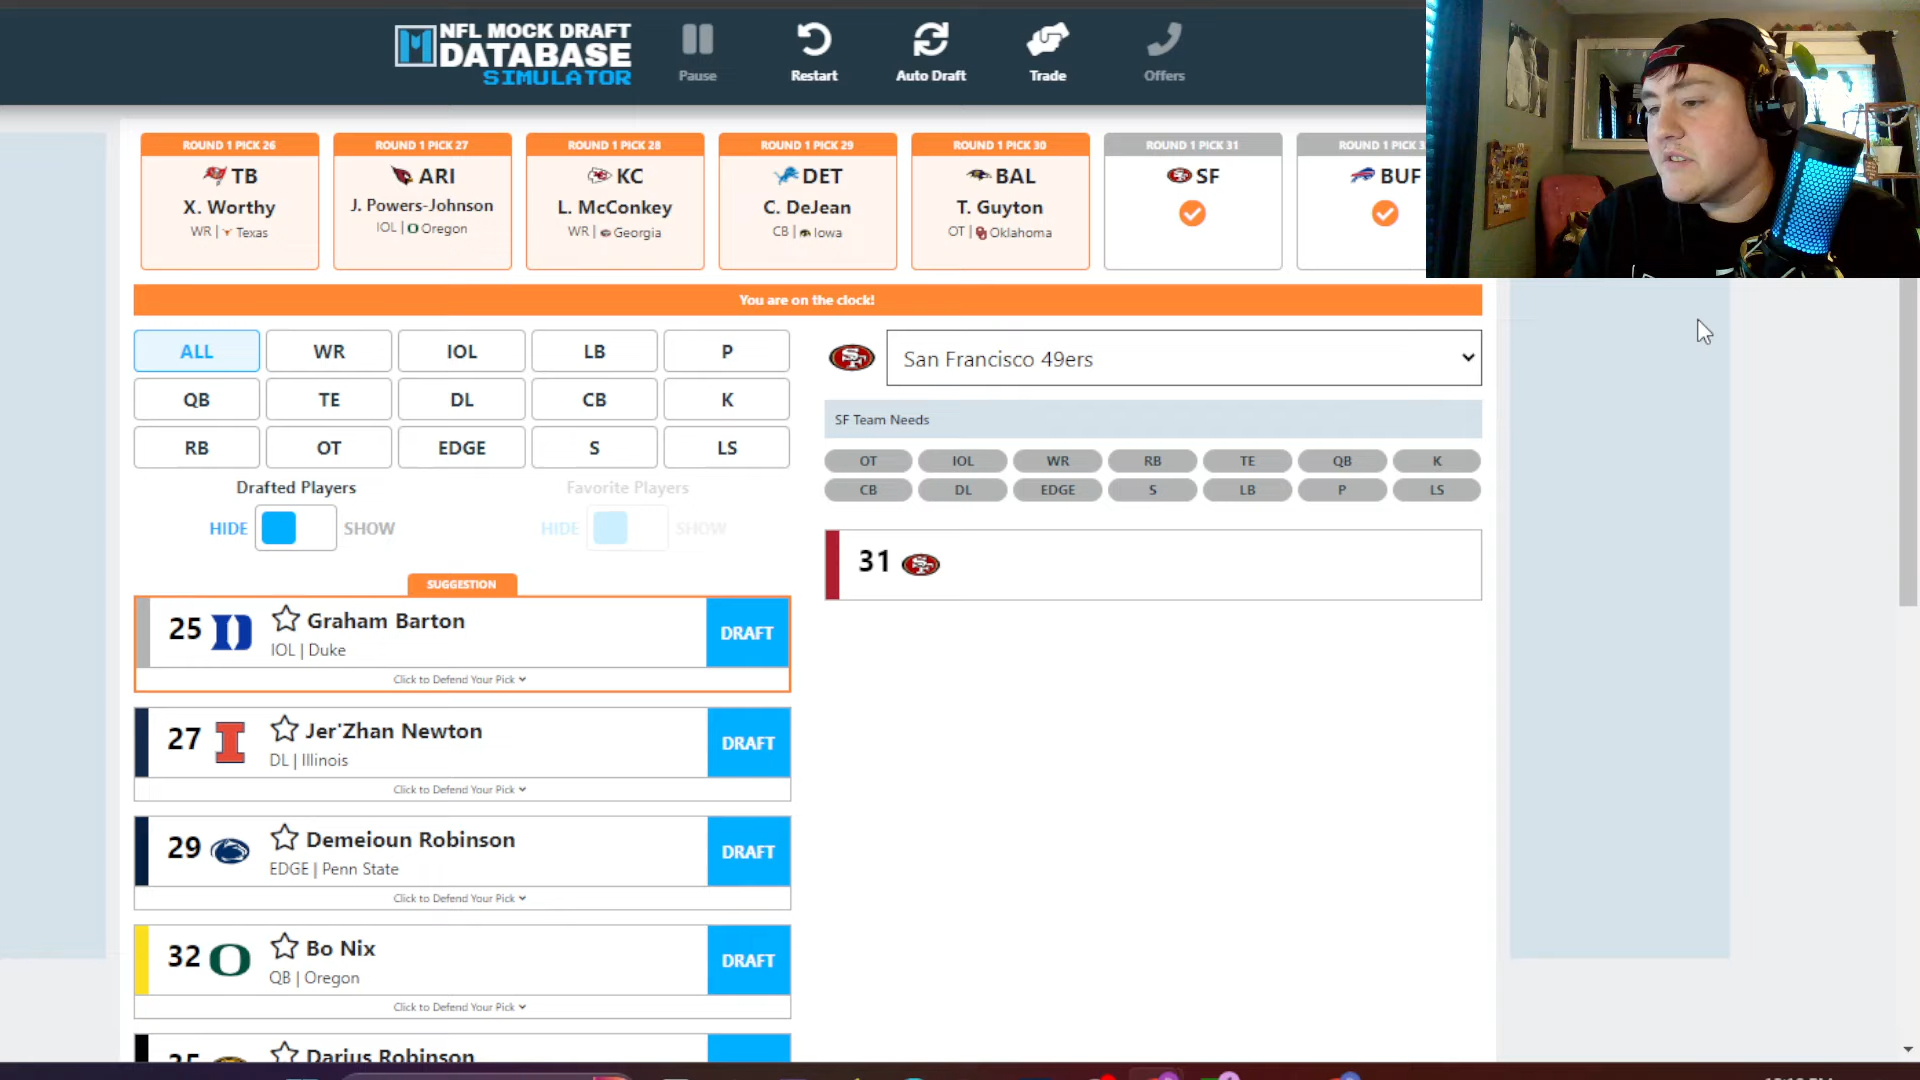 NFL MOCK DRAFT
DATABASE
SIMULATOR
Pause
Restart
Auto Draft
Trade
Offers
ROUND 1 PICK 26
TB
X. Worthy
WR | Texas
ROUND 1 PICK 27
ARI
J. Powers-Johnson
IOL | Oregon
ROUND 1 PICK 28
KC
L. McConkey
WR | Georgia
ROUND 1 PICK 29
DET
C. DeJean
CB | Iowa
ROUND 1 PICK 30
BAL
T. Guyton
OT | Oklahoma
ROUND 1 PICK 31
SF
ROUND 1 PICK 3
BUF
You are on the clock!
ALL WR IOL LB P
QB TE DL CB K
RB OT EDGE S LS
Drafted Players
HIDE SHOW
Favorite Players
HIDE SHOW
San Francisco 49ers
SF Team Needs
OT IOL WR RB TE QB K
CB DL EDGE S LB P LS
31
SUGGESTION
25 Graham Barton
IOL | Duke
DRAFT
Click to Defend Your Pick
27 Jer'Zhan Newton
DL | Illinois
DRAFT
Click to Defend Your Pick
29 Demeioun Robinson
EDGE | Penn State
DRAFT
Click to Defend Your Pick
32 Bo Nix
QB | Oregon
DRAFT
Click to Defend Your Pick
Darius Robinson